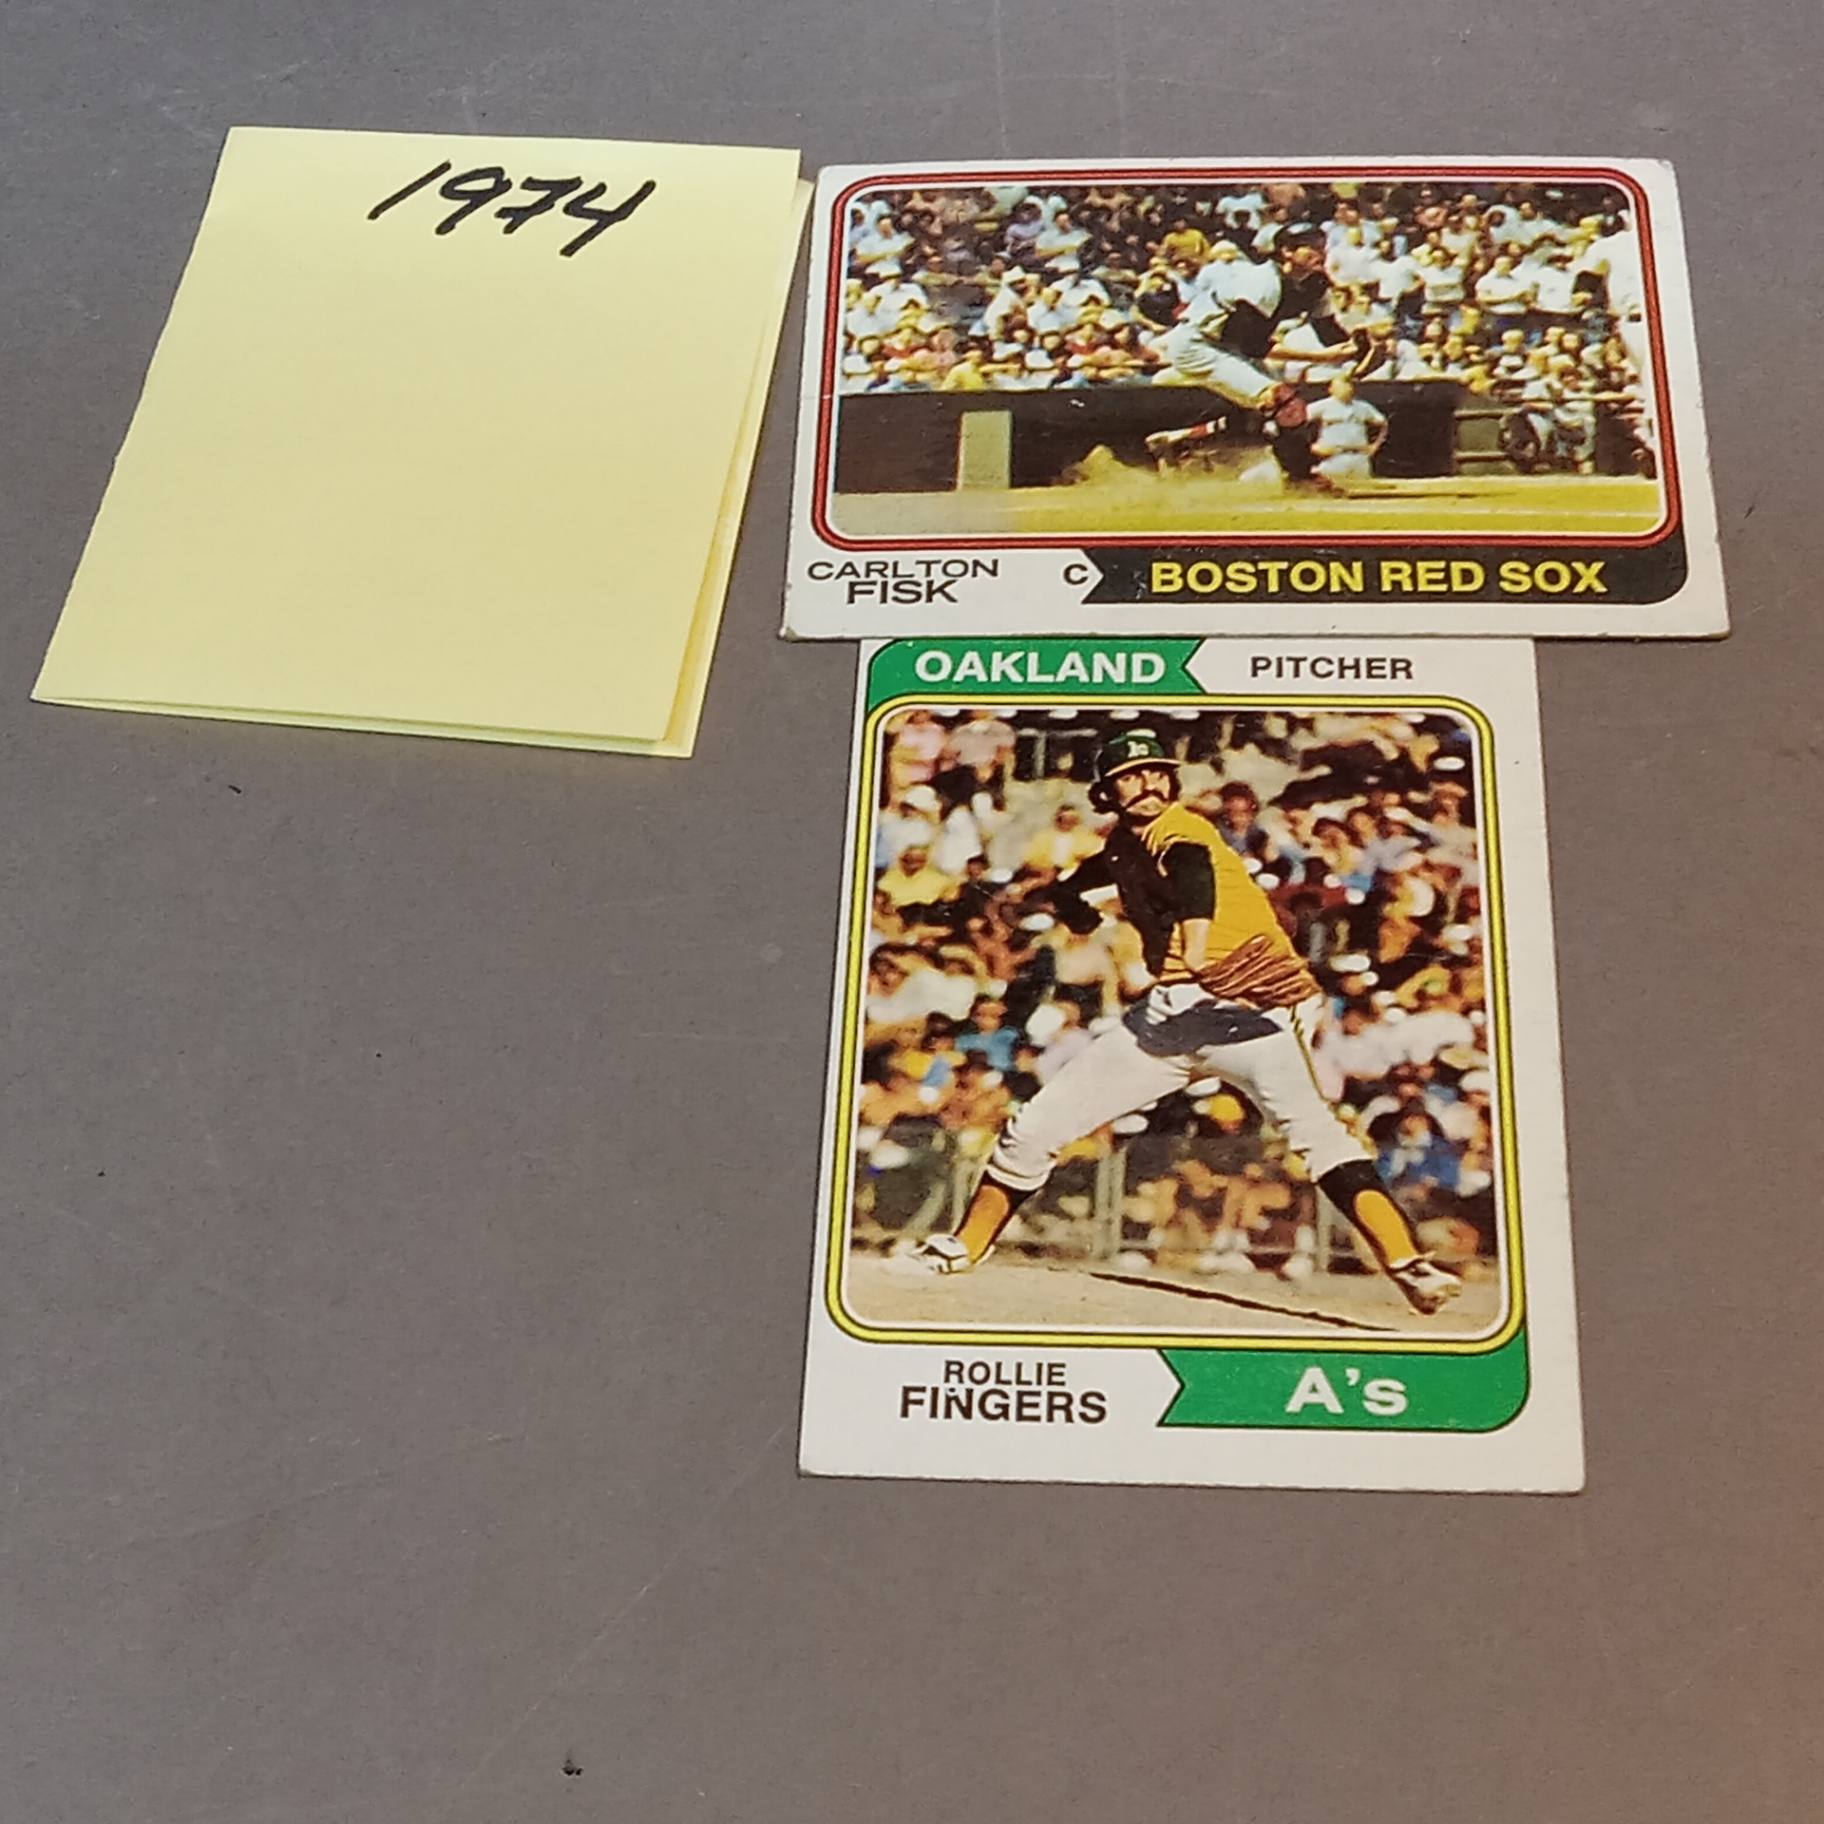 1974
CARLTON
FISK
C
BOSTON RED SOX
OAKLAND
PITCHER
ROLLIE
FINGERS
A's